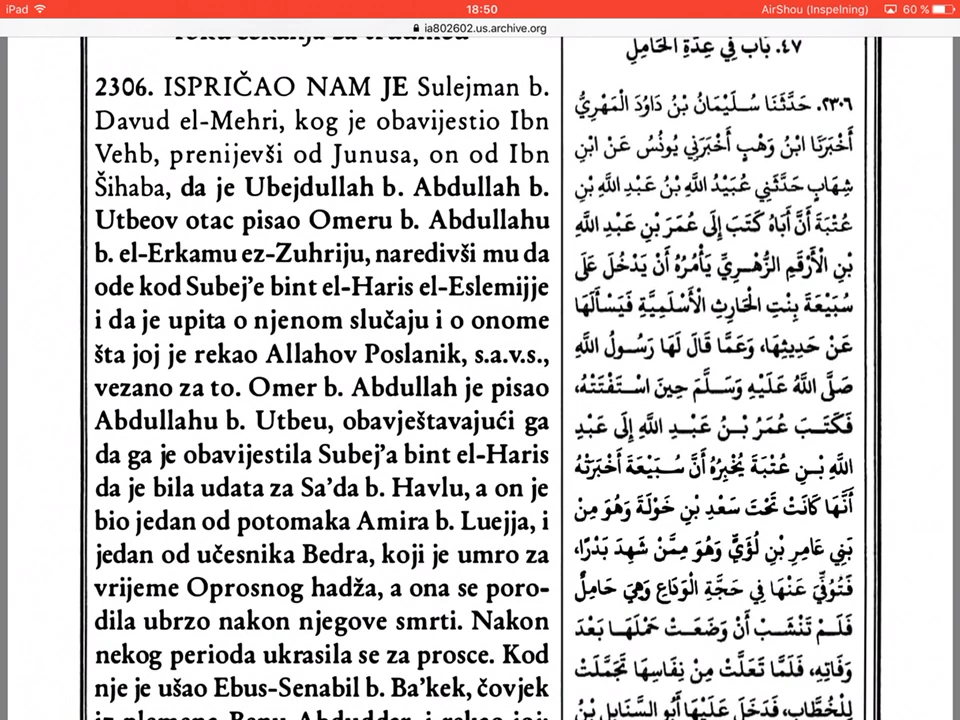 iPad
18:50
AirShou (Inspelning)
60 %
ia802602.us.archive.org
2306. ISPRIČAO NAM JE Sulejman b.
Davud el-Mehri, kog je obavijestio Ibn
Vehb, prenijevši od Junusa, on od Ibn
Šihaba, da je Ubejdullah b. Abdullah b.
Utbeov otac pisao Omeru b. Abdullahu
b. el-Erkamu ez-Zuhriju, naredivši mu da
ode kod Subej'e bint el-Haris el-Eslemijje
i da je upita o njenom slučaju i o onome
šta joj je rekao Allahov Poslanik, s.a.v.s.,
vezano za to. Omer b. Abdullah je pisao
Abdullahu b. Utbeu, obavještavajući ga
da ga je obavijestila Subej'a bint el-Haris
da je bila udata za Sa'da b. Havlu, a on je
bio jedan od potomaka Amira b. Luejja, i
jedan od učesnika Bedra, koji je umro za
vrijeme Oprosnog hadža, a ona se poro-
dila ubrzo nakon njegove smrti. Nakon
nekog perioda ukrasila se za prosce. Kod
nje je ušao Ebus-Senabil b. Ba'kek, čovjek
iz plemena Benu Abduddar, i rekao joj:
٤٧. بَاب فِي عِدَّةِ الْحَامِلِ
٢٣٠٦. حَدَّثَنَا سُلَيْمَانُ بْنُ دَاوُدَ الْمَهْرِيُّ
أَخْبَرَنَا ابْنُ وَهْبٍ أَخْبَرَنِي يُونُسُ عَنْ ابْنِ
شِهَابٍ حَدَّثَنِي عُبَيْدُ اللَّهِ بْنُ عَبْدِ اللَّهِ بْنِ
عُتْبَةَ أَنَّ أَبَاهُ كَتَبَ إِلَى عُمَرَ بْنِ عَبْدِ اللَّهِ
بْنِ الْأَرْقَمِ الزُّهْرِيِّ يَأْمُرُهُ أَنْ يَدْخُلَ عَلَى
سُبَيْعَةَ بِنْتِ الْحَارِثِ الْأَسْلَمِيَّةِ فَيَسْأَلَهَا
عَنْ حَدِيثِهَا، وَعَمَّا قَالَ لَهَا رَسُولُ اللَّهِ
صَلَّى اللَّهُ عَلَيْهِ وَسَلَّمَ حِينَ اسْتَفْتَتْهُ،
فَكَتَبَ عُمَرُ بْنُ عَبْدِ اللَّهِ إِلَى عَبْدِ
اللَّهِ بْنِ عُتْبَةَ يُخْبِرُهُ أَنَّ سُبَيْعَةَ أَخْبَرَتْهُ
أَنَّهَا كَانَتْ تَحْتَ سَعْدِ بْنِ خَوْلَةَ وَهُوَ مِنْ
بَنِي عَامِرِ بْنِ لُؤَيٍّ وَهُوَ مِمَّنْ شَهِدَ بَدْرًا،
فَتُوُفِّيَ عَنْهَا فِي حَجَّةِ الْوَدَاعِ وَهِيَ حَامِلٌ
فَلَمْ تَنْشَبْ أَنْ وَضَعَتْ حَمْلَهَا بَعْدَ
وَفَاتِهِ، فَلَمَّا تَعَلَّتْ مِنْ نِفَاسِهَا تَجَمَّلَتْ
لِلْخُطَّابِ، فَدَخَلَ عَلَيْهَا أَبُو السَّنَابِلِ بْنُ